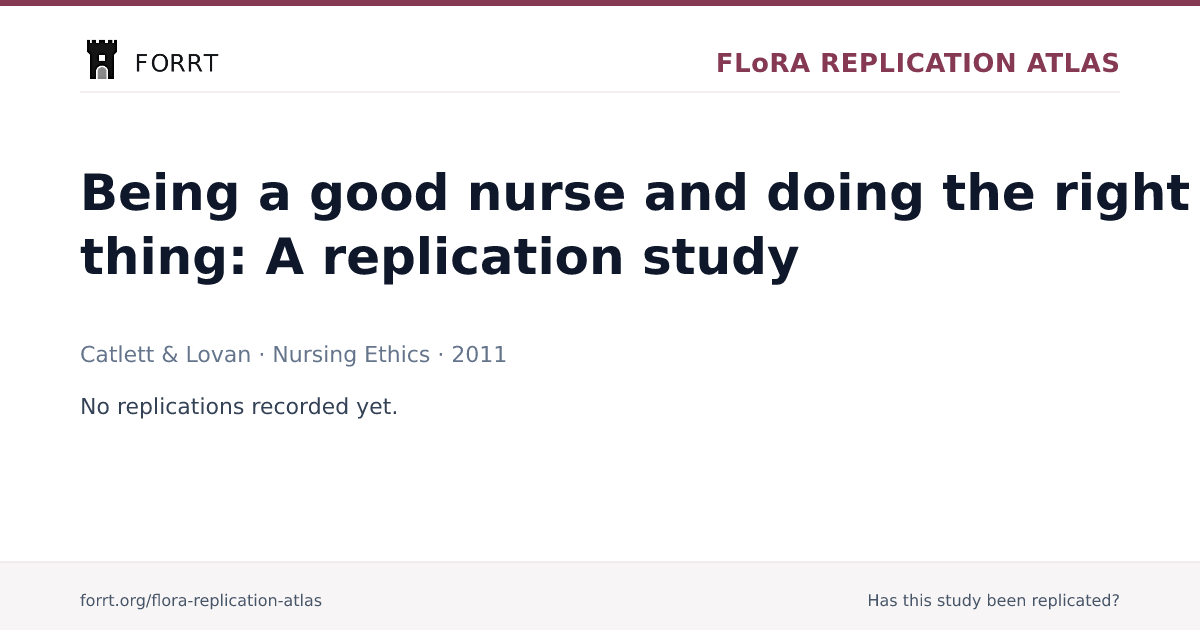 FORRT
FLoRA REPLICATION ATLAS
Being a good nurse and doing the right
thing: A replication study
Catlett & Lovan · Nursing Ethics · 2011
No replications recorded yet.
forrt.org/flora-replication-atlas
Has this study been replicated?